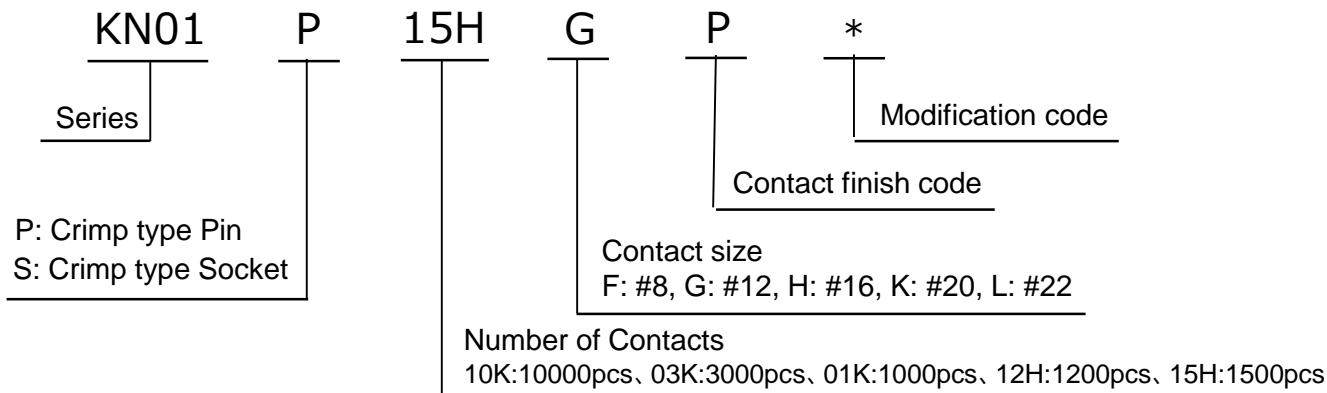 KN01 P 15H G P *
Series
Modification code
Contact finish code
P: Crimp type Pin
S: Crimp type Socket
Contact size
F: #8, G: #12, H: #16, K: #20, L: #22
Number of Contacts
10K:10000pcs、03K:3000pcs、01K:1000pcs、12H:1200pcs、15H:1500pcs